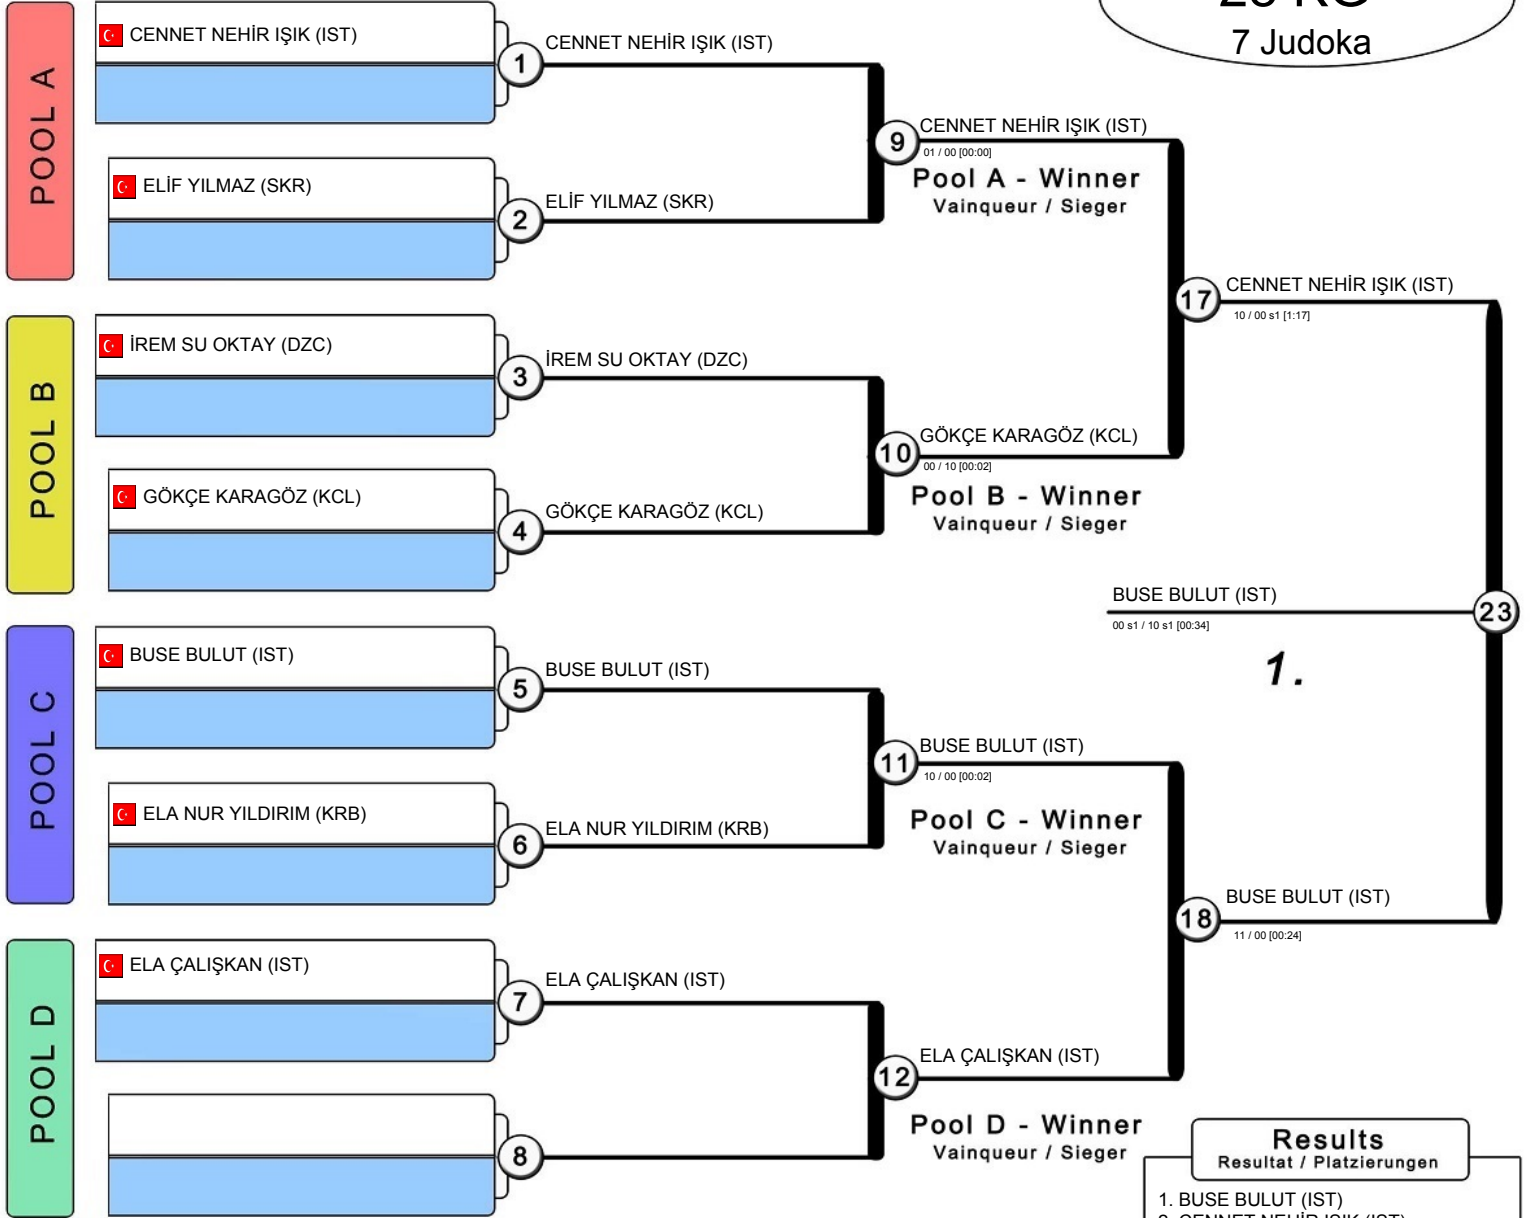 KG
7 Judoka
POOL A
CENNET NEHİR IŞIK (IST)
1
CENNET NEHİR IŞIK (IST)
ELİF YILMAZ (SKR)
2
ELİF YILMAZ (SKR)
9
CENNET NEHİR IŞIK (IST)
01 / 00 [00:00]
Pool A - Winner
Vainqueur / Sieger
POOL B
İREM SU OKTAY (DZC)
3
İREM SU OKTAY (DZC)
GÖKÇE KARAGÖZ (KCL)
4
GÖKÇE KARAGÖZ (KCL)
10
GÖKÇE KARAGÖZ (KCL)
00 / 10 [00:02]
Pool B - Winner
Vainqueur / Sieger
17
CENNET NEHİR IŞIK (IST)
10 / 00 s1 [1:17]
BUSE BULUT (IST)
00 s1 / 10 s1 [00:34]
23
1.
POOL C
BUSE BULUT (IST)
5
BUSE BULUT (IST)
ELA NUR YILDIRIM (KRB)
6
ELA NUR YILDIRIM (KRB)
11
BUSE BULUT (IST)
10 / 00 [00:02]
Pool C - Winner
Vainqueur / Sieger
18
BUSE BULUT (IST)
11 / 00 [00:24]
POOL D
ELA ÇALIŞKAN (IST)
7
ELA ÇALIŞKAN (IST)
8
12
ELA ÇALIŞKAN (IST)
Pool D - Winner
Vainqueur / Sieger
Results
Resultat / Platzierungen
1. BUSE BULUT (IST)
2. CENNET NEHİR IŞIK (IST)